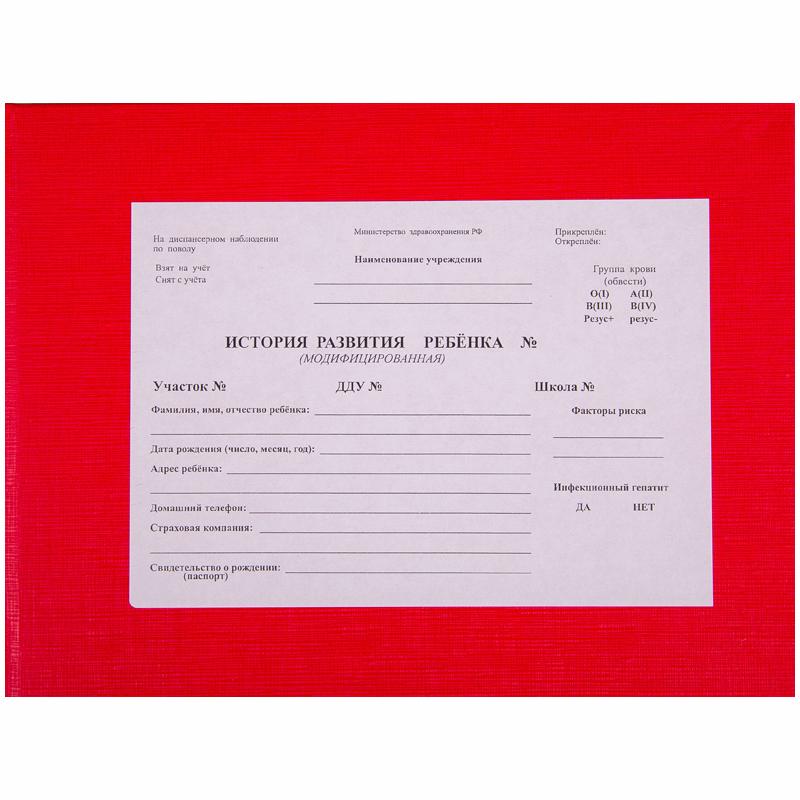 На диспансерном наблюдении
по поволу
Взят на учёт
Снят с учёта
Министерство здравоохранения РФ
Наименование учреждения
Прикреплён:
Откреплён:
Группа крови
(обвести)
О(I) А(II)
В(III) В(IV)
Резус+ резус-
ИСТОРИЯ РАЗВИТИЯ РЕБЁНКА №
(МОДИФИЦИРОВАННАЯ)
Участок № ДДУ № Школа №
Фамилия, имя, отчество ребёнка:
Дата рождения (число, месяц, год):
Адрес ребёнка:
Домашний телефон:
Страховая компания:
Свидетельство о рождении:
(паспорт)
Факторы риска
Инфекционный гепатит
ДА НЕТ